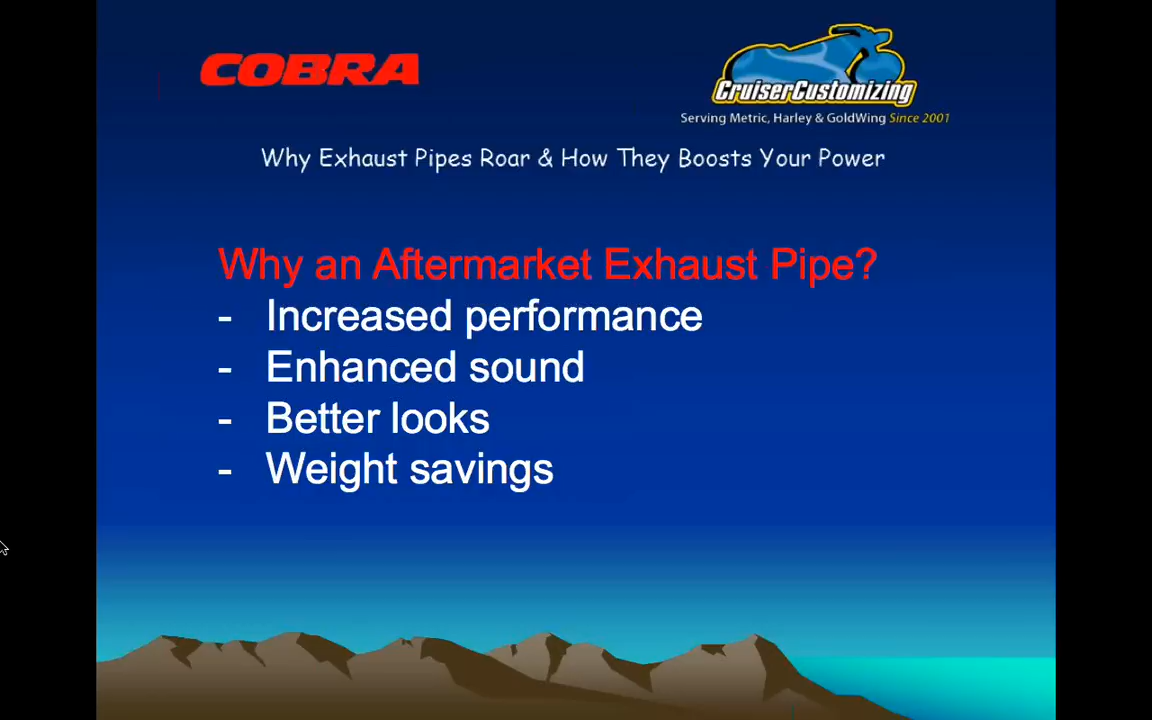 COBRA
CruiserCustomizing
Serving Metric, Harley & GoldWing Since 2001
Why Exhaust Pipes Roar & How They Boosts Your Power
Why an Aftermarket Exhaust Pipe?
- Increased performance
- Enhanced sound
- Better looks
- Weight savings